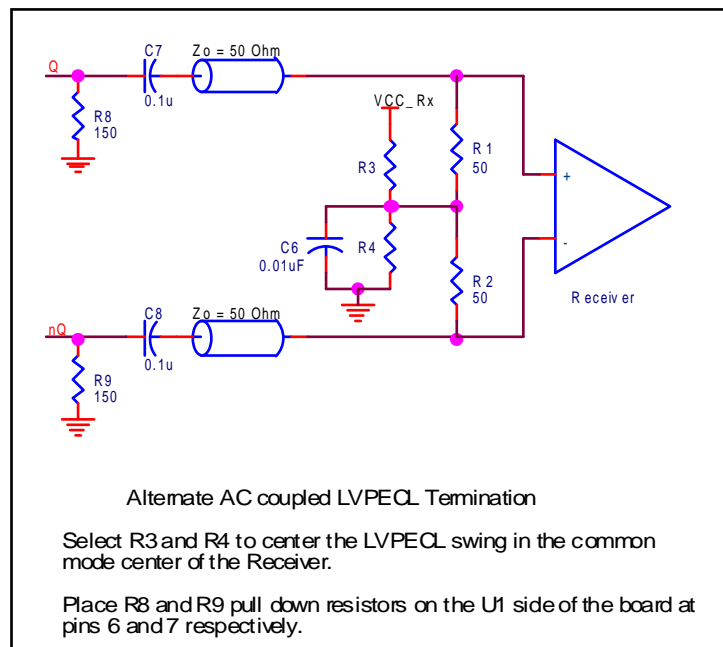 Q
C7
Zo = 50 Ohm
0.1u
R8
150
VCC_Rx
R3
R1
50
+
-
C6
0.01uF
R4
R2
50
Receiver
nQ
C8
Zo = 50 Ohm
0.1u
R9
150
Alternate AC coupled LVPECL Termination
Select R3 and R4 to center the LVPECL swing in the common
mode center of the Receiver.
Place R8 and R9 pull down resistors on the U1 side of the board at
pins 6 and 7 respectively.